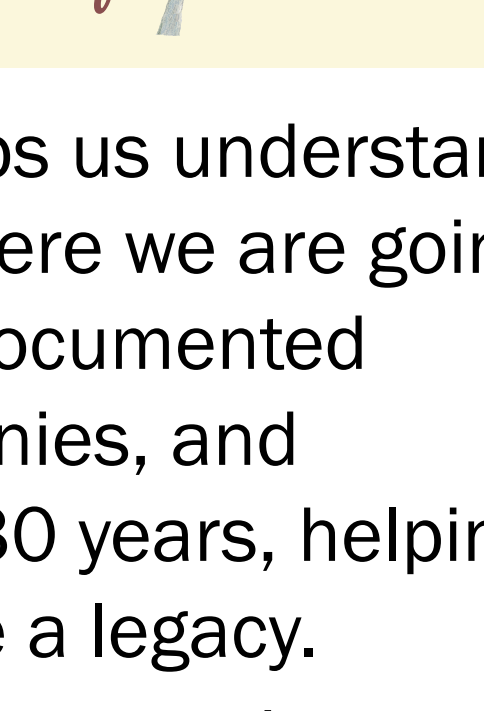 ps us understan
ere we are goin
ocumented
nies, and
30 years, helpin
e a legacy.